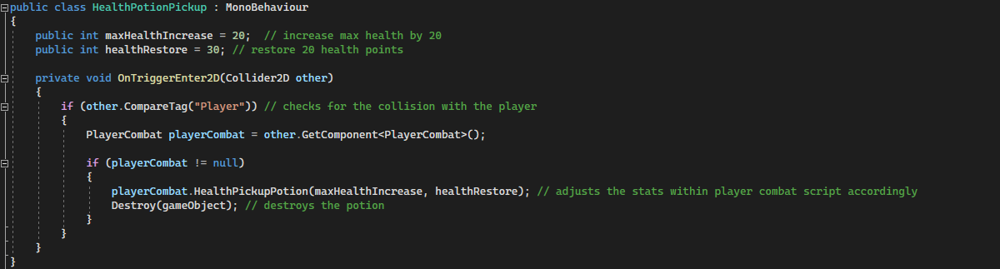 public class HealthPotionPickup : MonoBehaviour
{
    public int maxHealthIncrease = 20;  // increase max health by 20
    public int healthRestore = 30; // restore 20 health points

    private void OnTriggerEnter2D(Collider2D other)
    {
        if (other.CompareTag("Player")) // checks for the collision with the player
        {
            PlayerCombat playerCombat = other.GetComponent<PlayerCombat>();

            if (playerCombat != null)
            {
                playerCombat.HealthPickupPotion(maxHealthIncrease, healthRestore); // adjusts the stats within player combat script accordingly
                Destroy(gameObject); // destroys the potion
            }
        }
    }
}